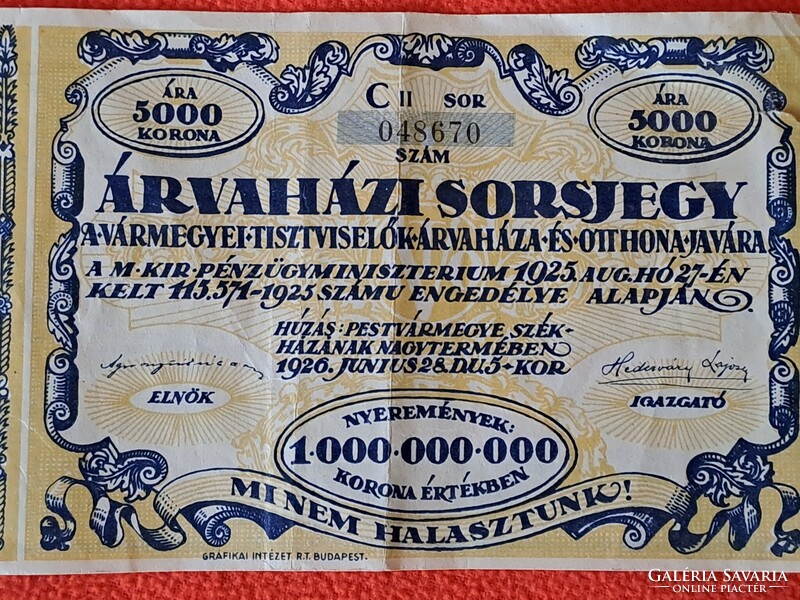 ÁRA
5000
KORONA
C II SOR
048670
SZÁM
ÁRA
5000
KORONA
ÁRVAHÁZI SORSJEGY
A·VÁRMEGYEI·TISZTVISELŐK·ÁRVAHÁZA·ÉS·OTTHONA·JAVÁRA
A M·KIR·PÉNZÜGYMINISZTERIUM 1925. AUG. HÓ 27-ÉN
KELT 115.571-1925 SZÁMU ENGEDÉLYE ALAPJÁN
HÚZÁS: PESTVÁRMEGYE SZÉK-
HÁZÁNAK NAGYTERMÉBEN
1926. JUNIUS 28. DU. 5 KOR
ELNÖK
Hederváry Lajos
IGAZGATÓ
NYEREMÉNYEK:
1·000·000·000
KORONA ÉRTÉKBEN
MI NEM HALASZTUNK!
GRAFIKAI INTÉZET R.T. BUDAPEST.
GALÉRIA SAVARIA
ONLINE PIACTÉR